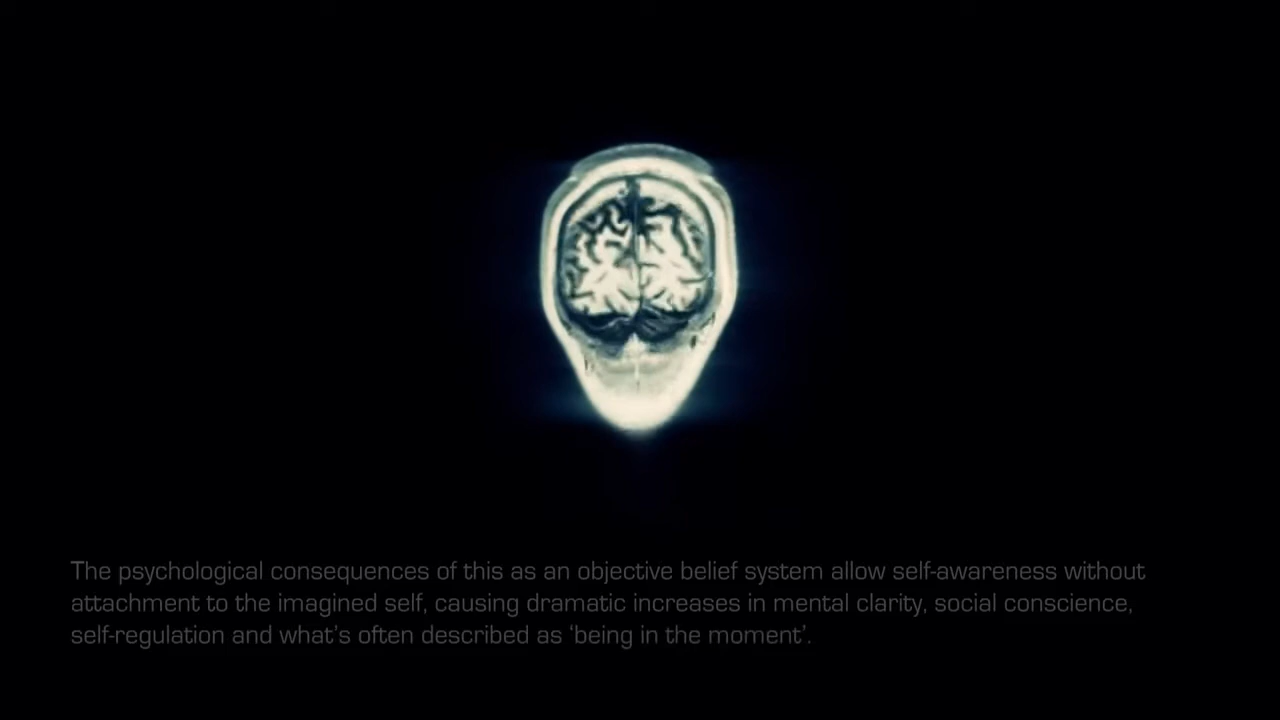 The psychological consequences of this as an objective belief system allow self-awareness without
attachment to the imagined self, causing dramatic increases in mental clarity, social conscience,
self-regulation and what's often described as ‘being in the moment’.